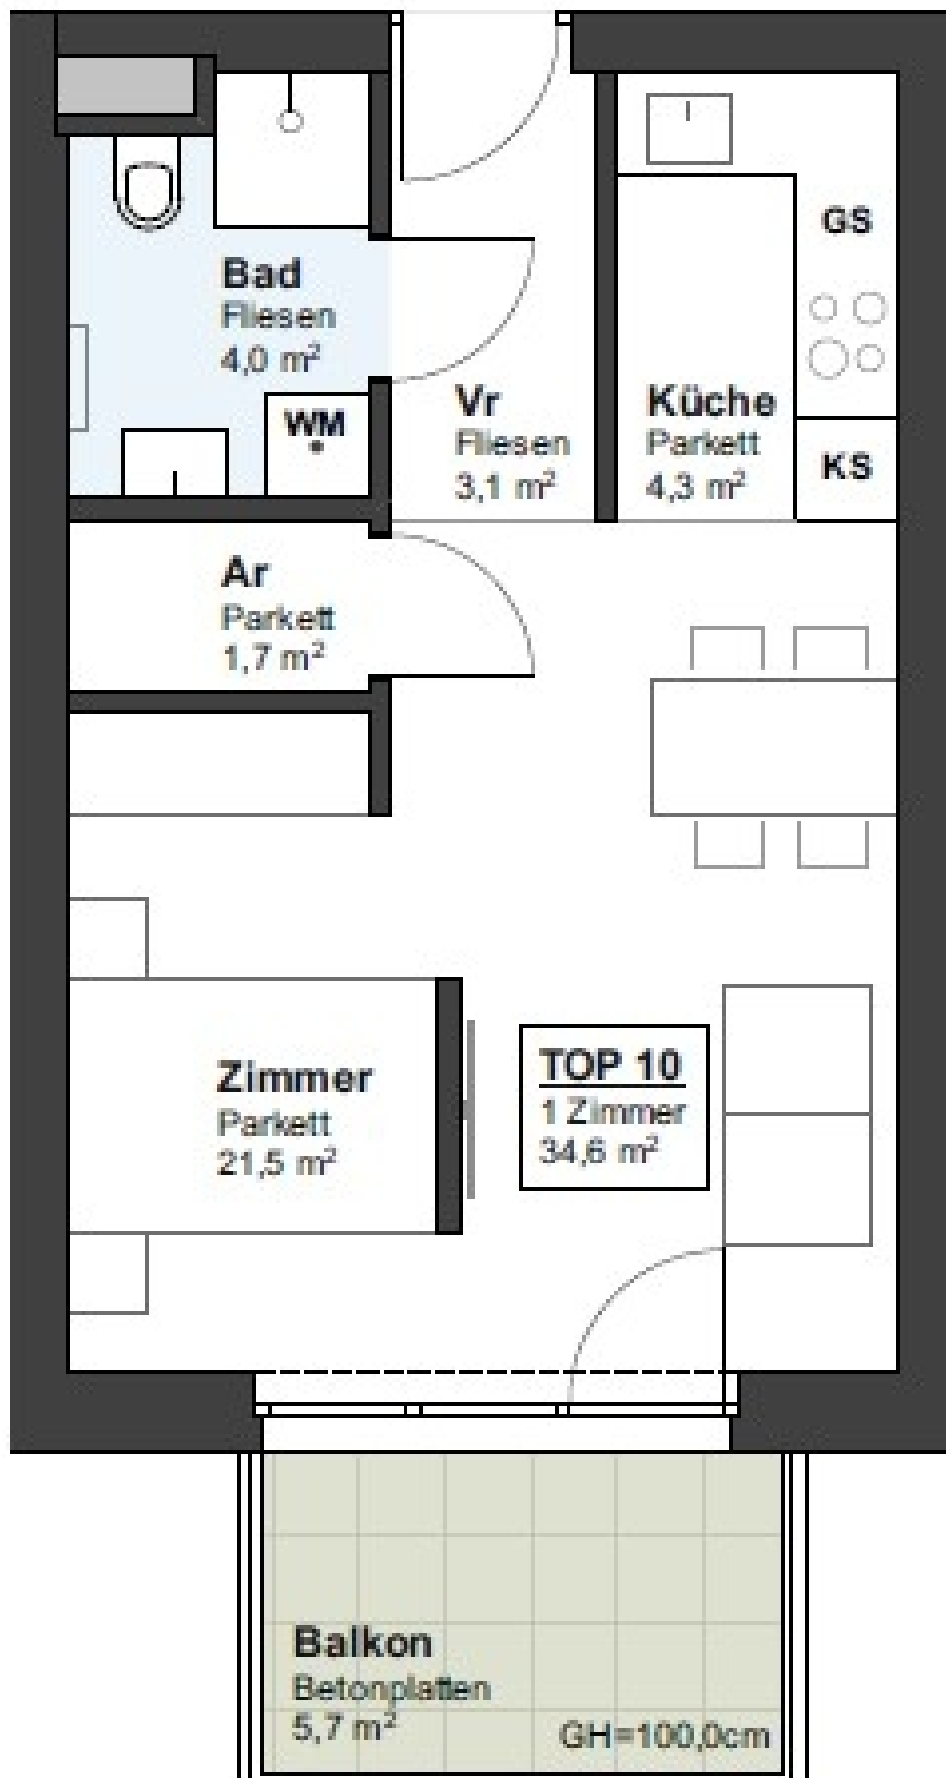 GS
Bad
Fliesen
4,0 m²
WM
Vr
Fliesen
3,1 m²
Küche
Parkett
4,3 m²
KS
Ar
Parkett
1,7 m²
Zimmer
Parkett
21,5 m²
TOP 10
1 Zimmer
34,6 m²
Balkon
Betonplatten
5,7 m²
GH=100,0cm